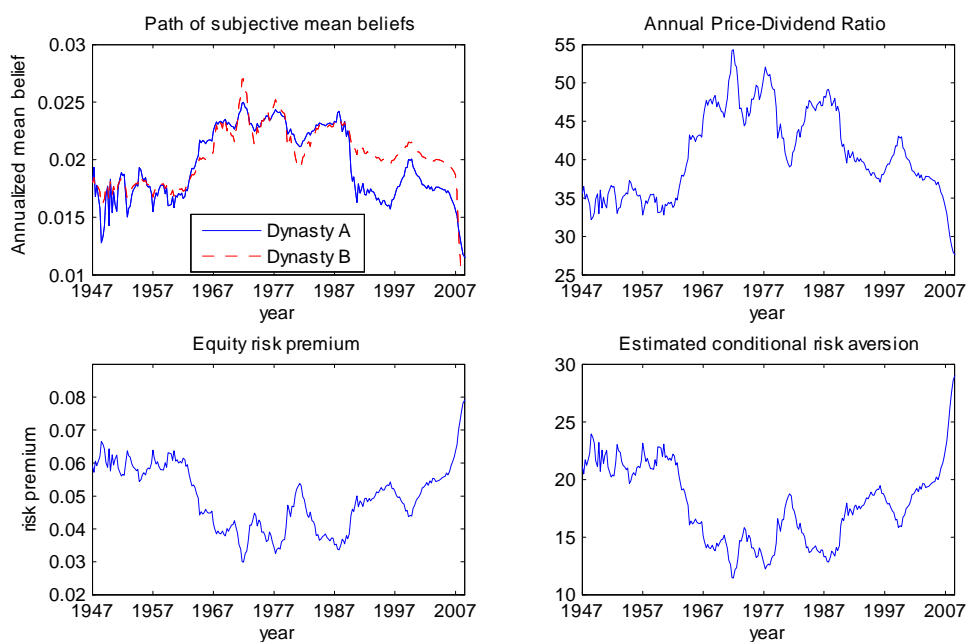 Path of subjective mean beliefs
Annualized mean belief
0.03
0.025
0.02
0.015
0.01
Dynasty A
Dynasty B
1947 1957 1967 1977 1987 1997 2007
year
Annual Price-Dividend Ratio
55
50
45
40
35
30
25
1947 1957 1967 1977 1987 1997 2007
year
Equity risk premium
risk premium
0.08
0.07
0.06
0.05
0.04
0.03
0.02
1947 1957 1967 1977 1987 1997 2007
year
Estimated conditional risk aversion
30
25
20
15
10
1947 1957 1967 1977 1987 1997 2007
year